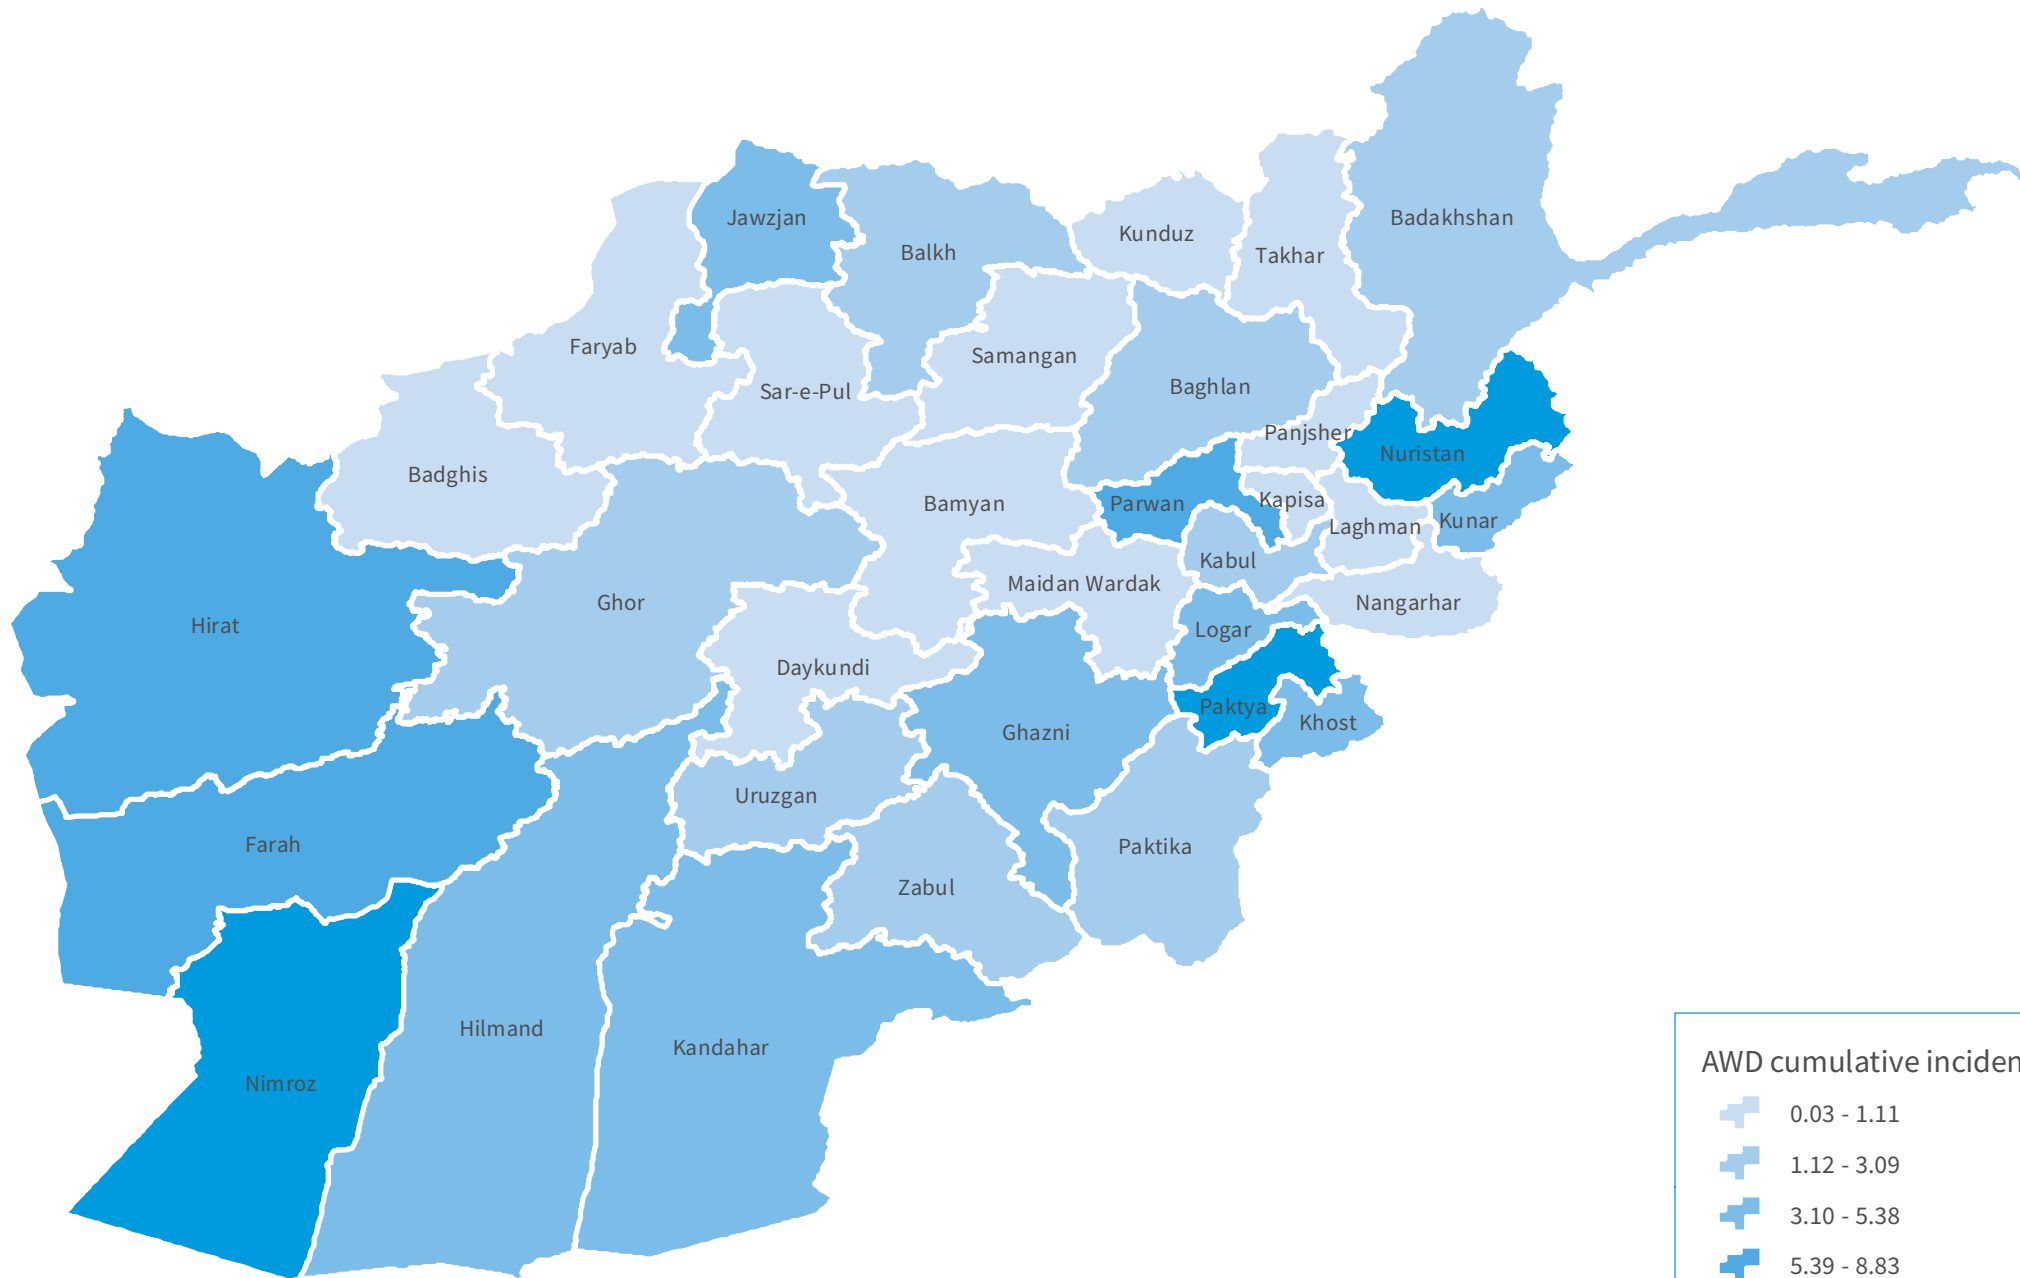 Jawzjan
Badakhshan
Kunduz
Balkh
Takhar
Faryab
Samangan
Baghlan
Sar-e-Pul
Panjsher
Nuristan
Badghis
Bamyan
Parwan
Kapisa
Kunar
Laghman
Kabul
Maidan Wardak
Ghor
Nangarhar
Hirat
Logar
Daykundi
Paktya
Khost
Ghazni
Uruzgan
Farah
Paktika
Zabul
Hilmand
Kandahar
Nimroz
AWD cumulative inciden
0.03 - 1.11
1.12 - 3.09
3.10 - 5.38
5.39 - 8.83